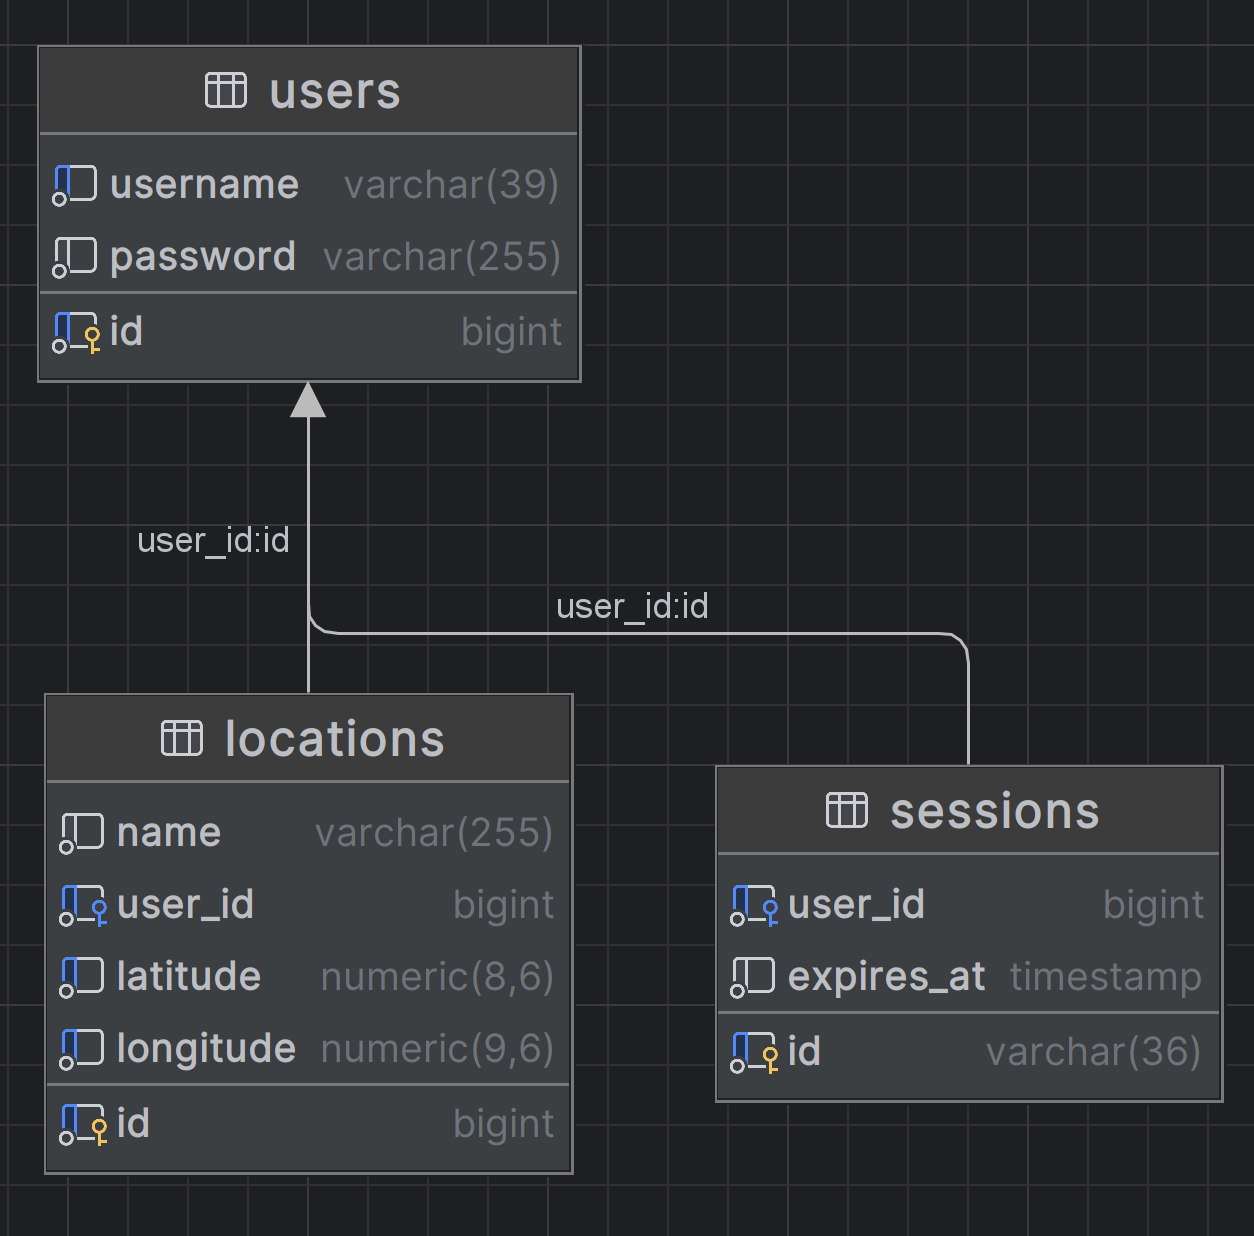 users
username varchar(39)
password varchar(255)
id bigint
user_id:id
user_id:id
locations
name varchar(255)
user_id bigint
latitude numeric(8,6)
longitude numeric(9,6)
id bigint
sessions
user_id bigint
expires_at timestamp
id varchar(36)